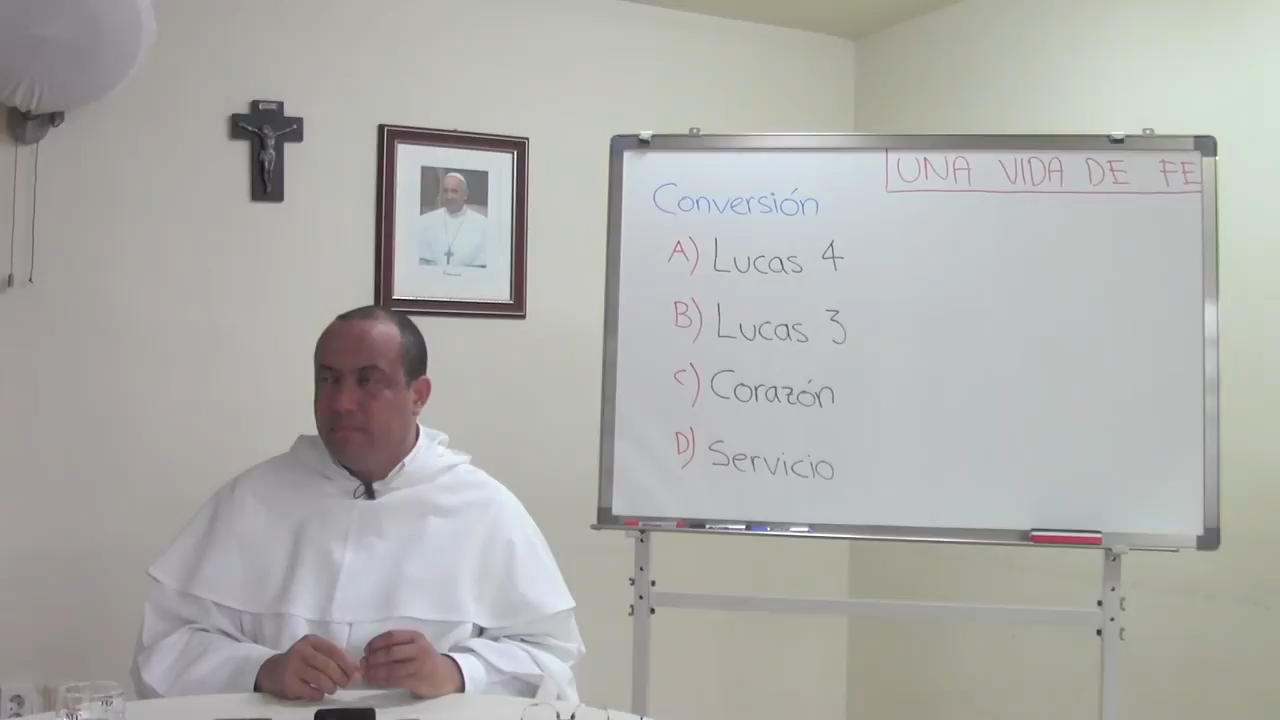 UNA VIDA DE FE
Conversión
A) Lucas 4
B) Lucas 3
C) Corazón
D) Servicio